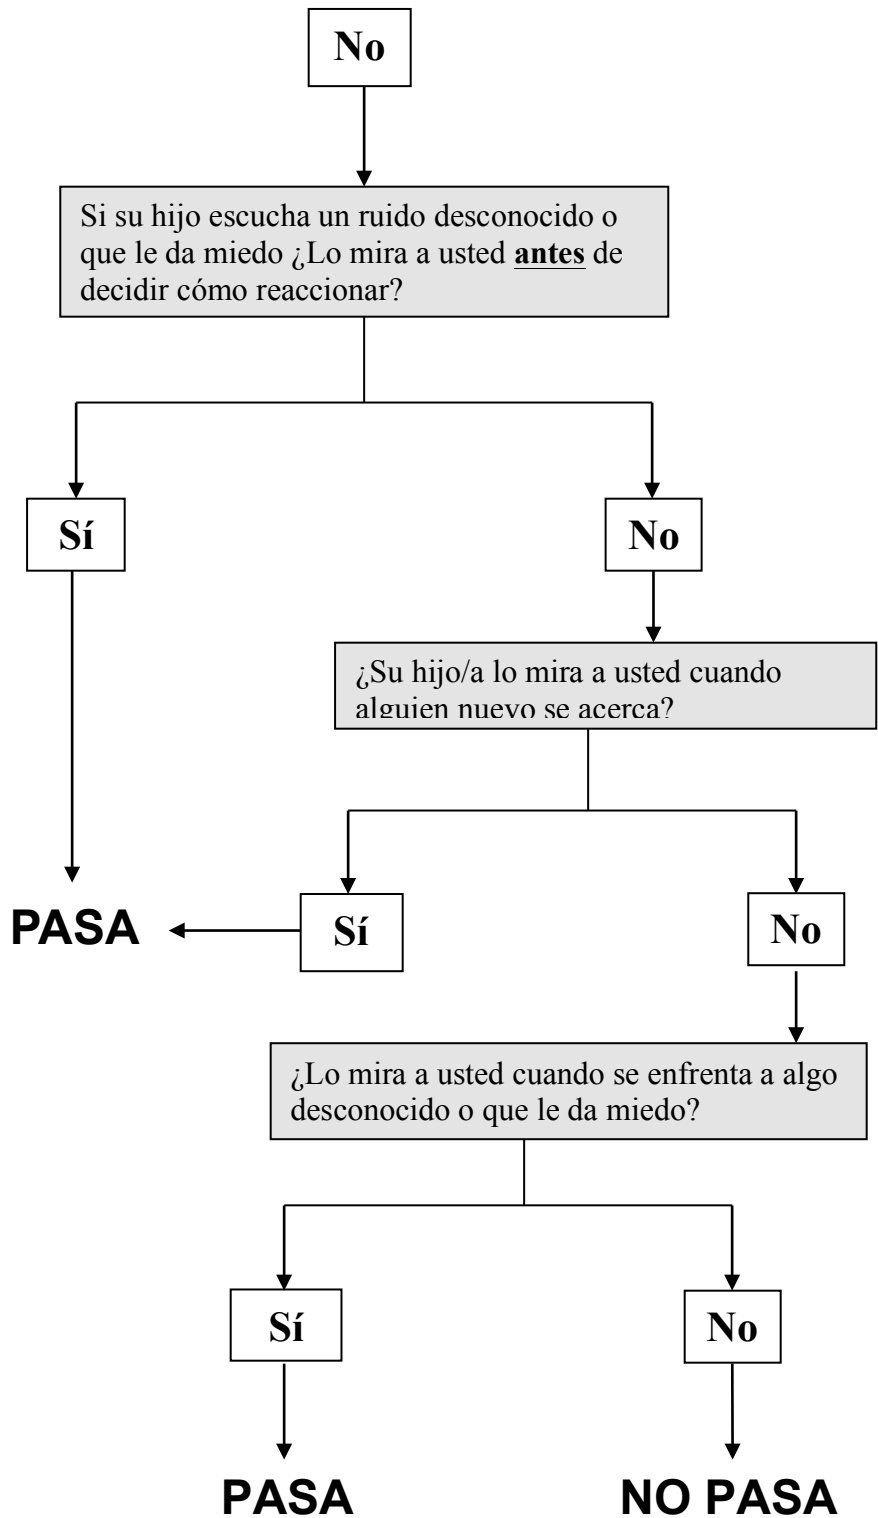 No
Si su hijo escucha un ruido desconocido o
que le da miedo ¿Lo mira a usted antes de
decidir cómo reaccionar?
Sí
No
¿Su hijo/a lo mira a usted cuando
alguien nuevo se acerca?
PASA
Sí
No
¿Lo mira a usted cuando se enfrenta a algo
desconocido o que le da miedo?
Sí
No
PASA
NO PASA